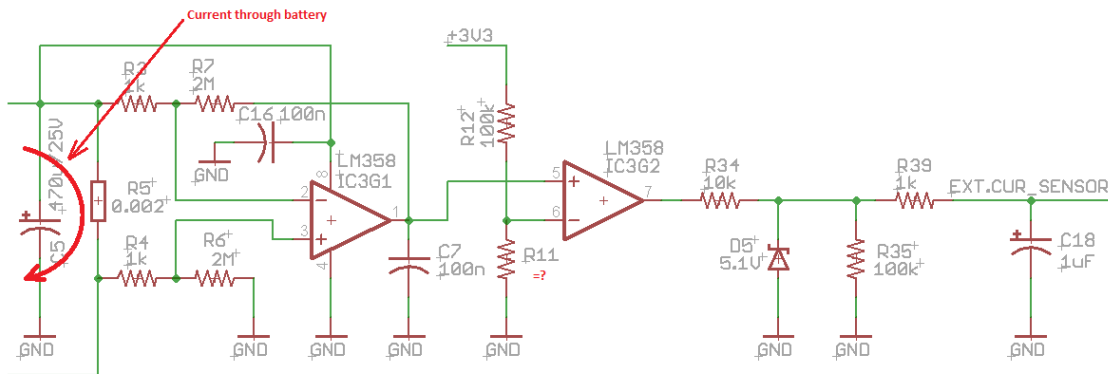 Current through battery
+3V3
R3
1k
R7
2M
C16
100n
R12
100k
470u/25V
C5
GND
LM358
IC3G1
8
2
3
1
4
R5
0.002
R4
1k
R6
2M
C7
100n
R11
=?
LM358
IC3G2
5
6
7
R34
10k
R39
1k
EXT.CUR_SENSOR
D5
5.1V
R35
100k
C18
1uF
GND
GND
GND
GND
GND
GND
GND
GND